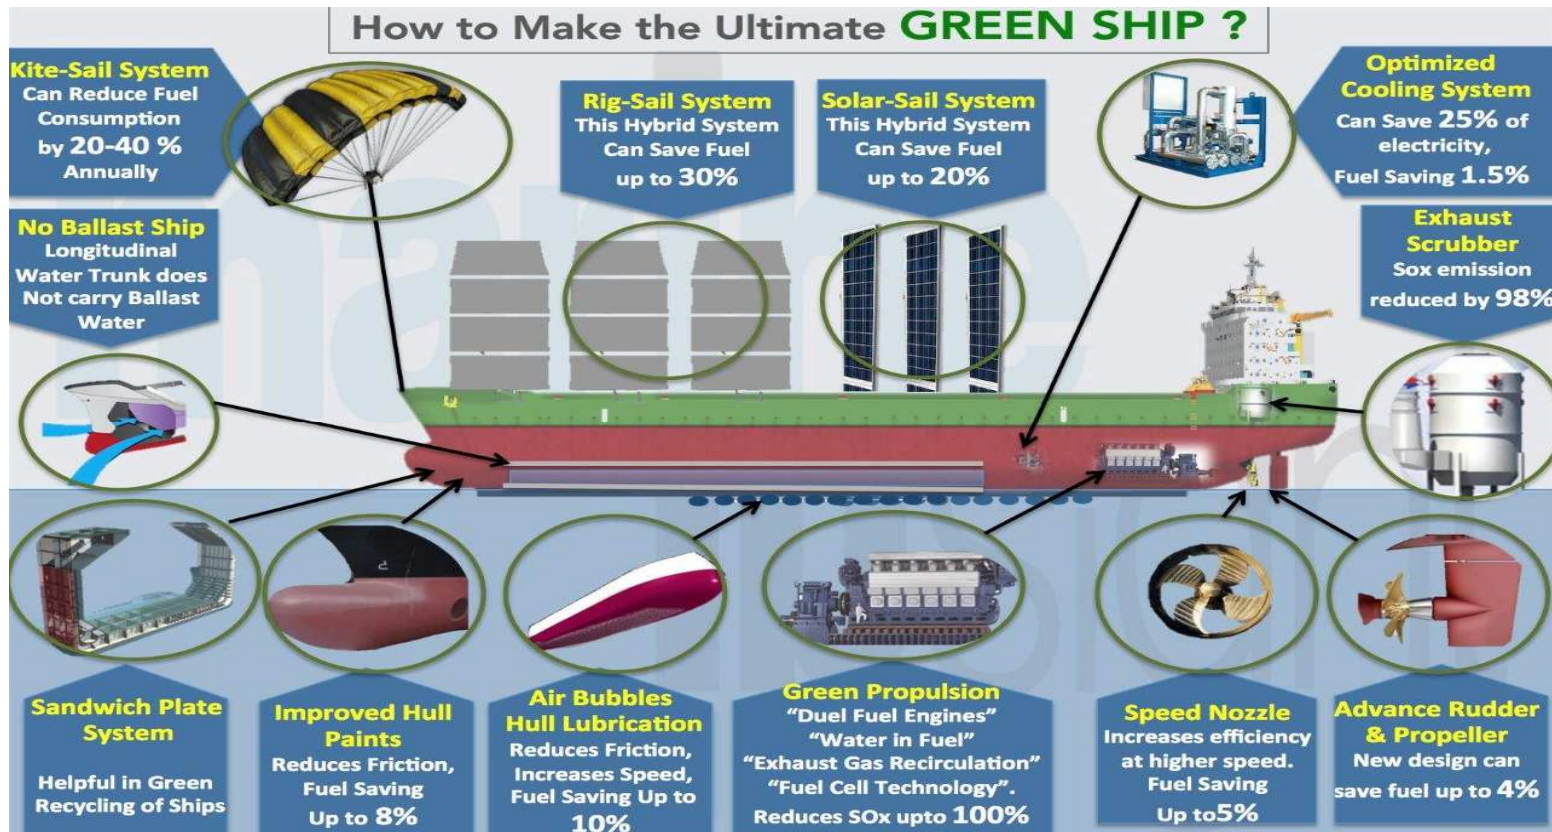 How to Make the Ultimate GREEN SHIP ?
Kite-Sail System
Can Reduce Fuel
Consumption
by 20-40 %
Annually
Rig-Sail System
This Hybrid System
Can Save Fuel
up to 30%
Solar-Sail System
This Hybrid System
Can Save Fuel
up to 20%
Optimized
Cooling System
Can Save 25% of
electricity,
Fuel Saving 1.5%
No Ballast Ship
Longitudinal
Water Trunk does
Not carry Ballast
Water
Exhaust
Scrubber
Sox emission
reduced by 98%
marine
insight
Sandwich Plate
System
Helpful in Green
Recycling of Ships
Improved Hull
Paints
Reduces Friction,
Fuel Saving
Up to 8%
Air Bubbles
Hull Lubrication
Reduces Friction,
Increases Speed,
Fuel Saving Up to
10%
Green Propulsion
“Duel Fuel Engines”
“Water in Fuel”
“Exhaust Gas Recirculation”
“Fuel Cell Technology”.
Reduces SOx upto 100%
Speed Nozzle
Increases efficiency
at higher speed.
Fuel Saving
Up to5%
Advance Rudder
& Propeller
New design can
save fuel up to 4%